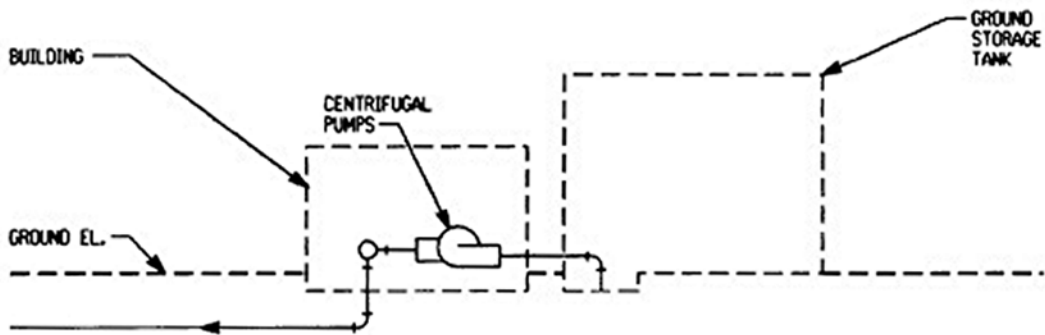 GROUND
STORAGE
TANK
BUILDING
CENTRIFUGAL
PUMPS
GROUND EL.